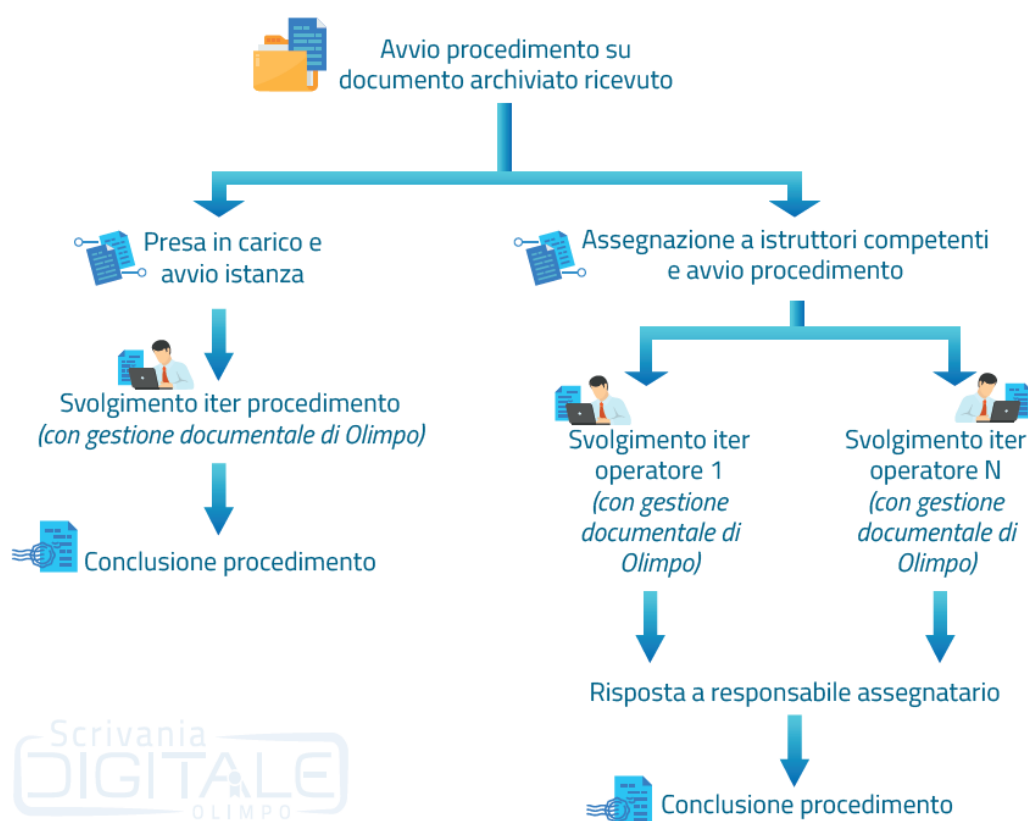 Avvio procedimento su
documento archiviato ricevuto
Presa in carico e
avvio istanza
Assegnazione a istruttori competenti
e avvio procedimento
Svolgimento iter procedimento
(con gestione documentale di Olimpo)
Svolgimento iter
operatore 1
(con gestione
documentale di
Olimpo)
Svolgimento iter
operatore N
(con gestione
documentale di
Olimpo)
Conclusione procedimento
Risposta a responsabile assegnatario
Conclusione procedimento
Scrivania
DIGITALE
OLIMPO